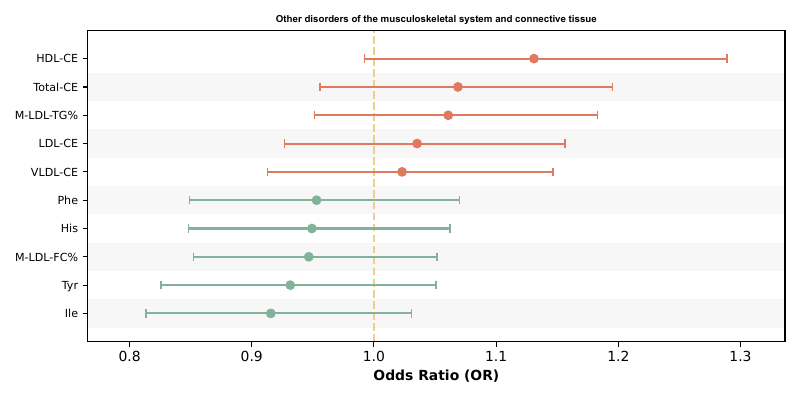 Other disorders of the musculoskeletal system and connective tissue
HDL-CE
Total-CE
M-LDL-TG%
LDL-CE
VLDL-CE
Phe
His
M-LDL-FC%
Tyr
Ile
0.8 0.9 1.0 1.1 1.2 1.3
Odds Ratio (OR)